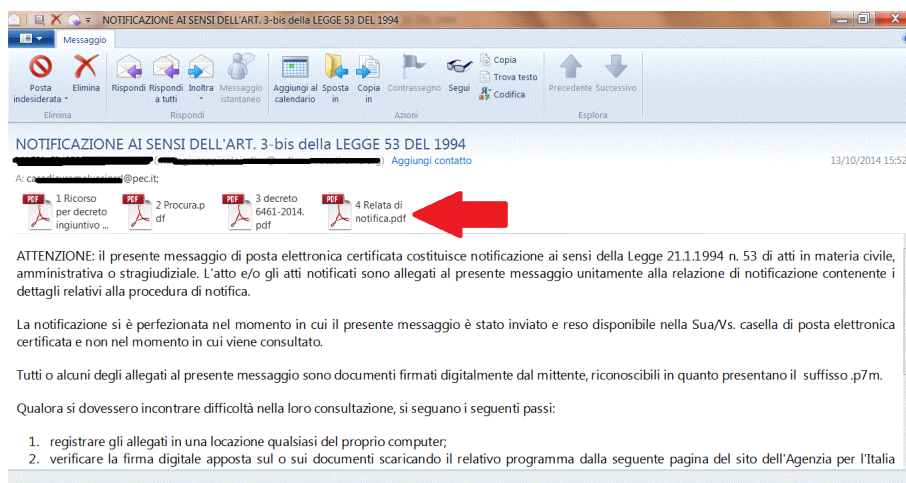 NOTIFICAZIONE AI SENSI DELL'ART. 3-bis della LEGGE 53 DEL 1994
Messaggio
Posta indesiderata
Elimina
Rispondi
Rispondi a tutti
Inoltra
Messaggio istantaneo
Aggiungi al calendario
Sposta in
Copia in
Contrassegno
Segui
Copia
Trova testo
Codifica
Precedente
Successivo
Elimina
Rispondi
Azioni
Esplora
NOTIFICAZIONE AI SENSI DELL'ART. 3-bis della LEGGE 53 DEL 1994
Aggiungi contatto
13/10/2014 15:52
A: @pec.it;
PDF 1 Ricorso per decreto ingiuntivo ...
PDF 2 Procura.pdf
PDF 3 decreto 6461-2014.pdf
PDF 4 Relata di notifica.pdf
ATTENZIONE: il presente messaggio di posta elettronica certificata costituisce notificazione ai sensi della Legge 21.1.1994 n. 53 di atti in materia civile,
amministrativa o stragiudiziale. L'atto e/o gli atti notificati sono allegati al presente messaggio unitamente alla relazione di notificazione contenente i
dettagli relativi alla procedura di notifica.
La notificazione si è perfezionata nel momento in cui il presente messaggio è stato inviato e reso disponibile nella Sua/Vs. casella di posta elettronica
certificata e non nel momento in cui viene consultato.
Tutti o alcuni degli allegati al presente messaggio sono documenti firmati digitalmente dal mittente, riconoscibili in quanto presentano il suffisso .p7m.
Qualora si dovessero incontrare difficoltà nella loro consultazione, si seguano i seguenti passi:
1. registrare gli allegati in una locazione qualsiasi del proprio computer;
2. verificare la firma digitale apposta sul o sui documenti scaricando il relativo programma dalla seguente pagina del sito dell'Agenzia per l'Italia